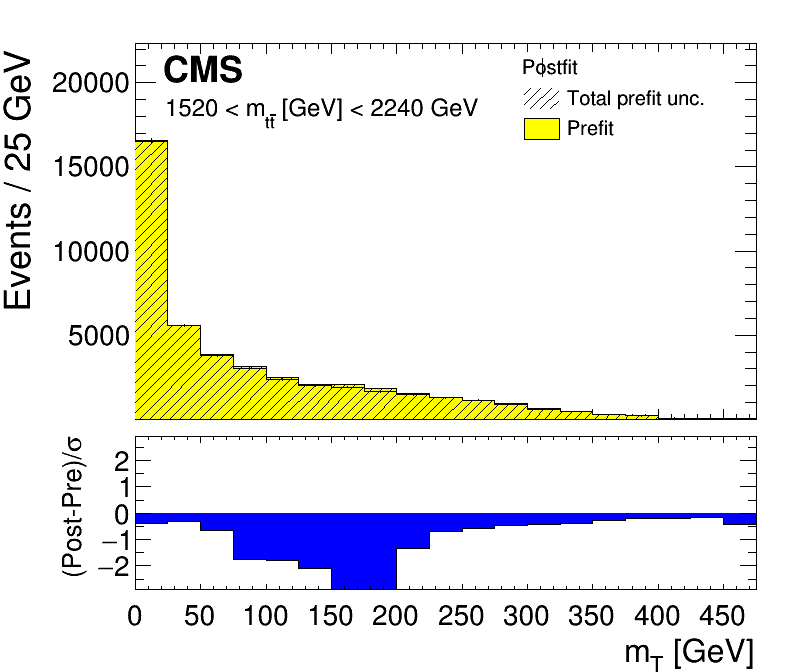 CMS
1520 < m_tt̄ [GeV] < 2240 GeV
Postfit
Total prefit unc.
Prefit
Events / 25 GeV
20000
15000
10000
5000
(Post-Pre)/σ
2
1
0
−1
−2
0 50 100 150 200 250 300 350 400 450
m_T [GeV]